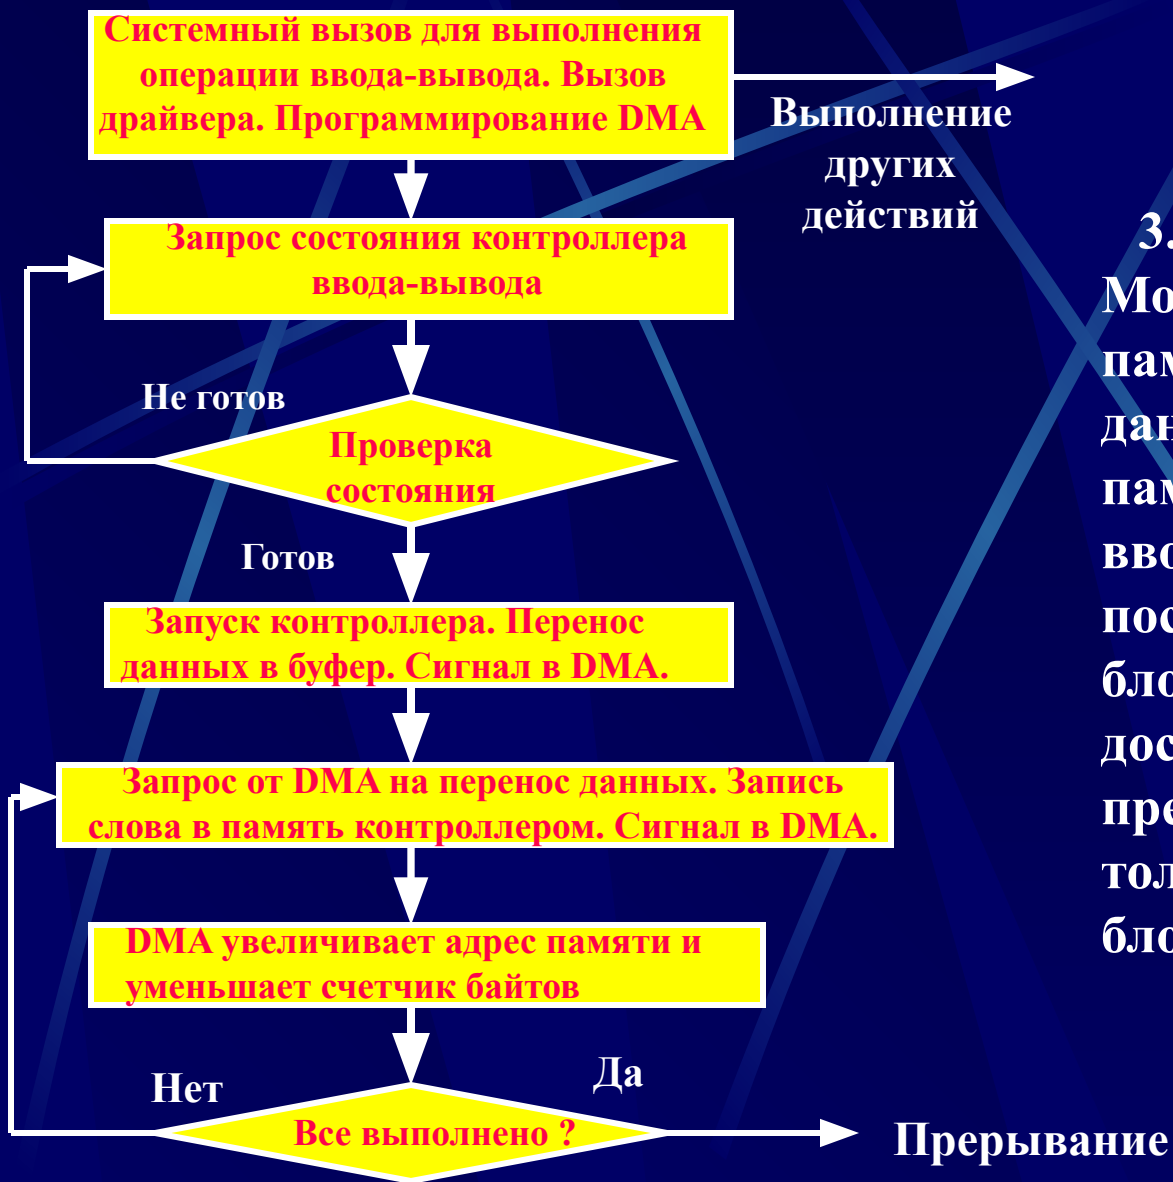 Системный вызов для выполнения
операции ввода-вывода. Вызов
драйвера. Программирование DMA
Выполнение
других
действий
Запрос состояния контроллера
ввода-вывода
Не готов
Проверка
состояния
Готов
Запуск контроллера. Перенос
данных в буфер. Сигнал в DMA.
Запрос от DMA на перенос данных. Запись
слова в память контроллером. Сигнал в DMA.
DMA увеличивает адрес памяти и
уменьшает счетчик байтов
Нет
Да
Все выполнено ?
Прерывание
3.